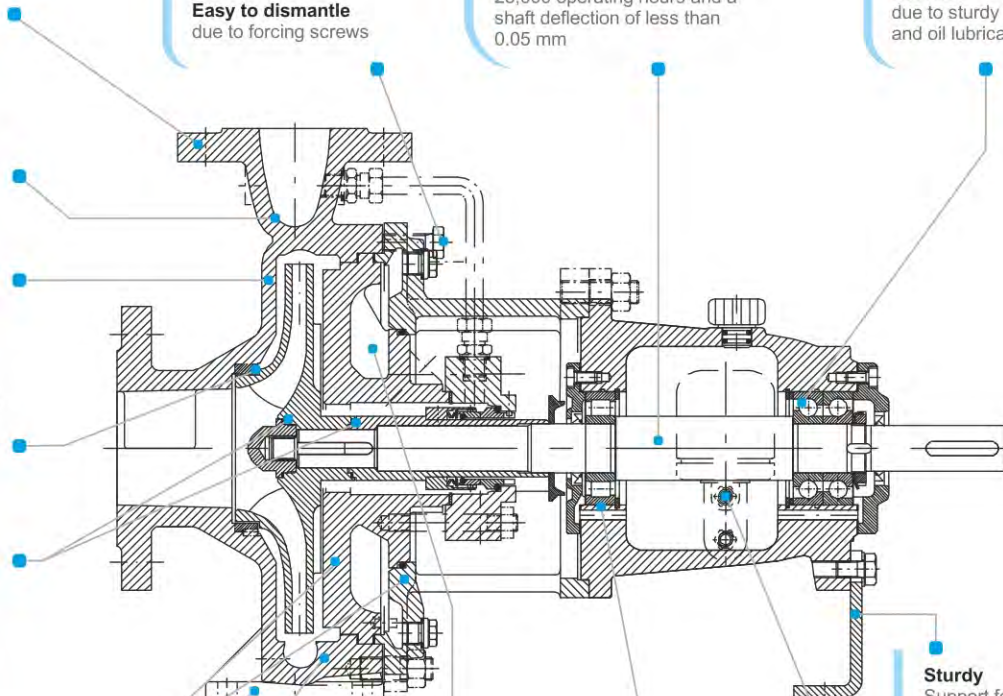 Easy to dismantle
due to forcing screws
shaft deflection of less than
0.05 mm
due to sturdy
and oil
Sturdy